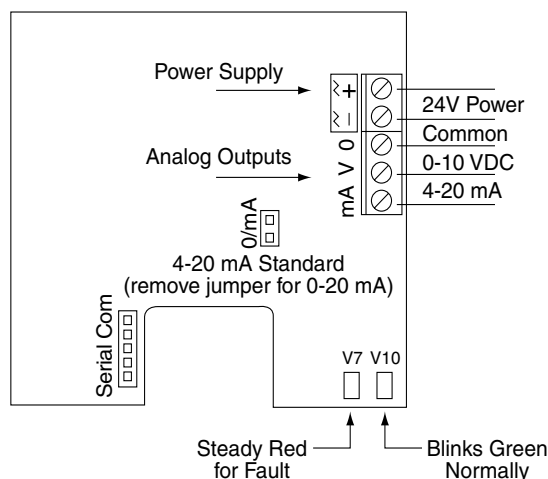 Power Supply
~ +
~ −
24V Power
Common
0-10 VDC
4-20 mA
Analog Outputs
mA V 0
0/mA
4-20 mA Standard
(remove jumper for 0-20 mA)
Serial Com
V7 V10
Steady Red
for Fault
Blinks Green
Normally